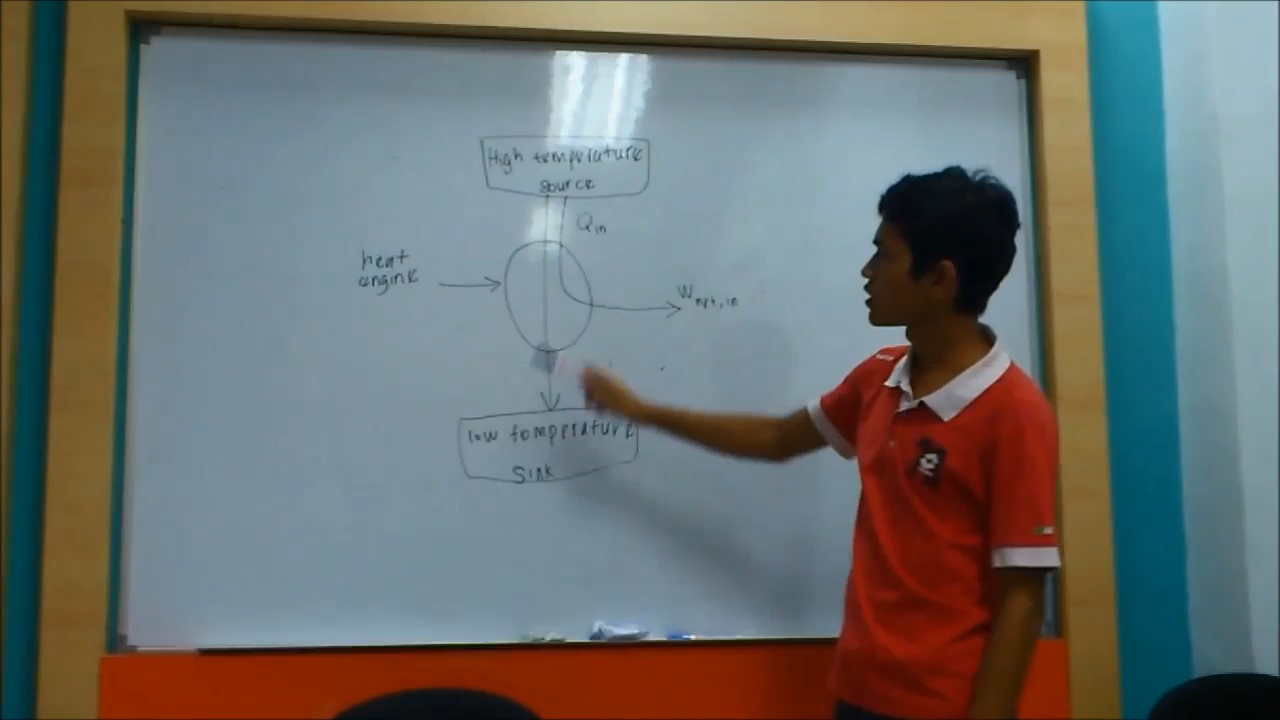 High temperature
source
Qin
heat
engine
Wnet,in
low temperature
sink